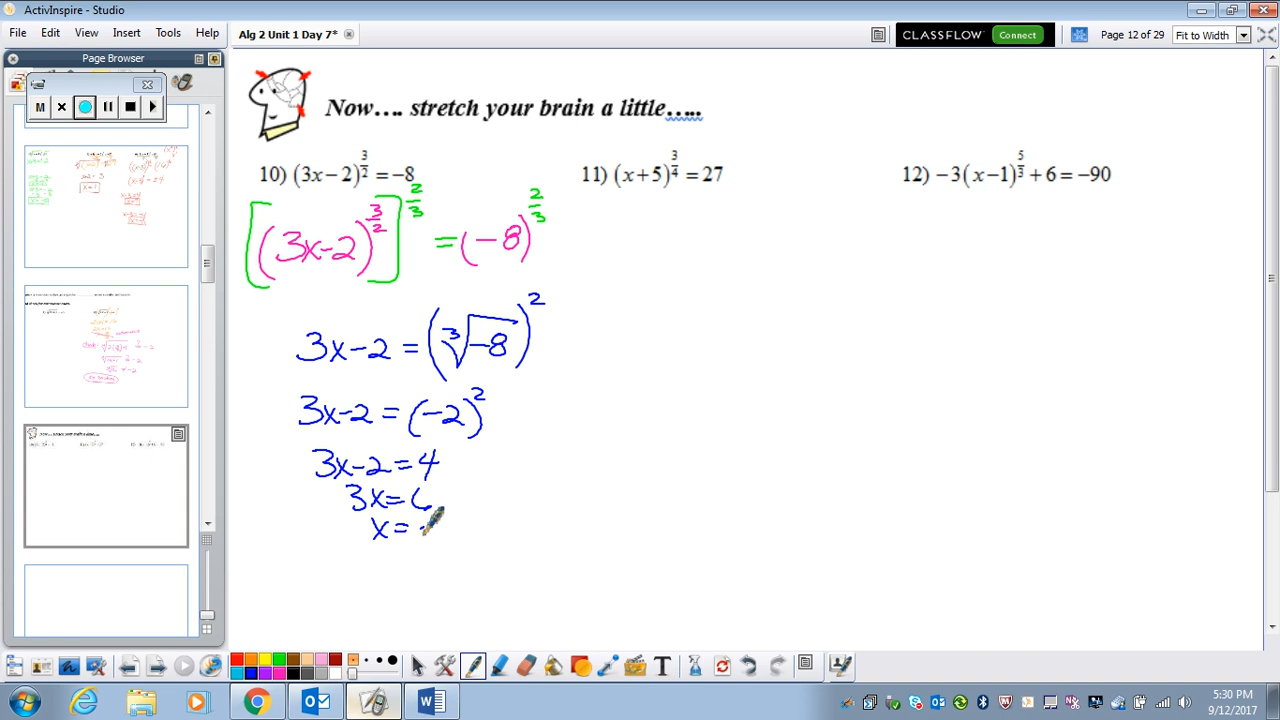 ActivInspire - Studio
File Edit View Insert Tools Help
Alg 2 Unit 1 Day 7*
CLASSFLOW Connect
Page 12 of 29
Fit to Width
Page Browser
M
Now…. stretch your brain a little…..
10) (3x−2)^{3/2} = −8
11) (x+5)^{3/4} = 27
12) −3(x−1)^{5/3} + 6 = −90
[(3x−2)^{3/2}]^{2/3} = (−8)^{2/3}
3x−2 = (∛−8)^2
3x−2 = (−2)^2
3x−2 = 4
3x = 6
x =
T
W
5:30 PM
9/12/2017